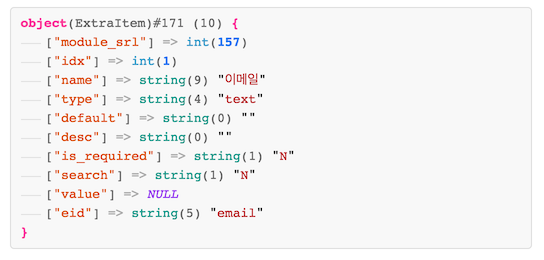 object(ExtraItem)#171 (10) {
["module_srl"] => int(157)
["idx"] => int(1)
["name"] => string(9) "이메일"
["type"] => string(4) "text"
["default"] => string(0) ""
["desc"] => string(0) ""
["is_required"] => string(1) "N"
["search"] => string(1) "N"
["value"] => NULL
["eid"] => string(5) "email"
}